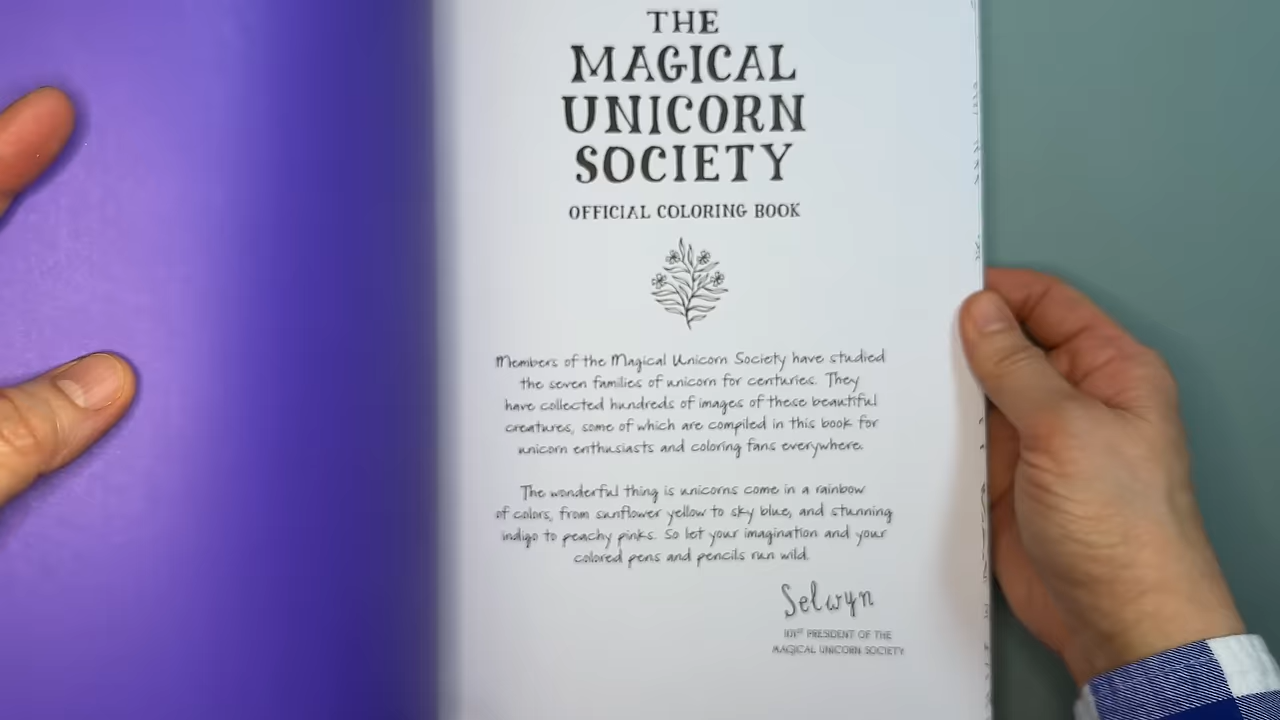 THE
MAGICAL
UNICORN
SOCIETY
OFFICIAL COLORING BOOK
Members of the Magical Unicorn Society have studied
the seven families of unicorn for centuries. They
have collected hundreds of images of these beautiful
creatures, some of which are compiled in this book for
unicorn enthusiasts and coloring fans everywhere.
The wonderful thing is unicorns come in a rainbow
of colors, from sunflower yellow to sky blue, and stunning
indigo to peachy pinks. So let your imagination and your
colored pens and pencils run wild.
Selwyn
101ST PRESIDENT OF THE
MAGICAL UNICORN SOCIETY